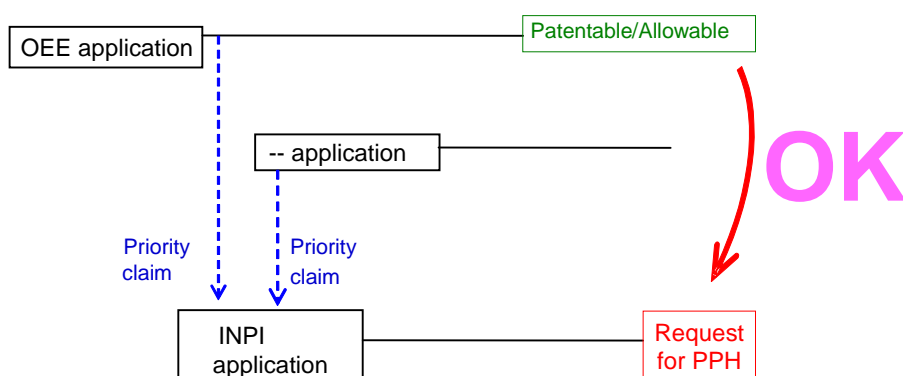 OEE application
Patentable/Allowable
-- application
OK
Priority
claim
Priority
claim
INPI
application
Request
for PPH